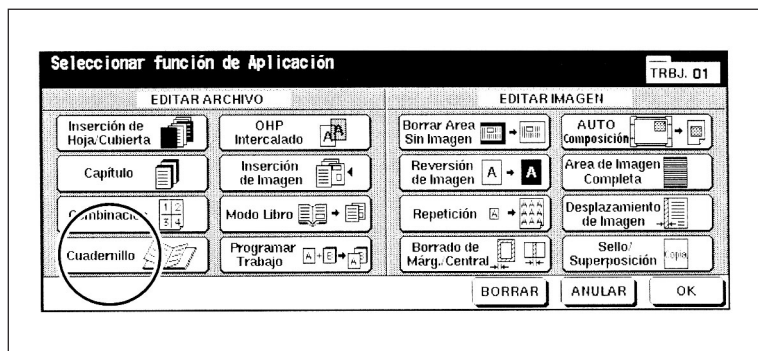 Seleccionar función de Aplicación
TRBJ. 01
EDITAR ARCHIVO
EDITAR IMAGEN
Inserción de
Hoja/Cubierta
OHP
Intercalado
Borrar Area
Sin Imagen
AUTO
Composición
Capítulo
Inserción
de Imagen
Reversión
de Imagen
Area de Imagen
Completa
Combinación
Modo Libro
Repetición
Desplazamiento
de Imagen
Cuadernillo
Programar
Trabajo
Borrado de
Márg./Central
Sello/
Superposición
BORRAR
ANULAR
OK